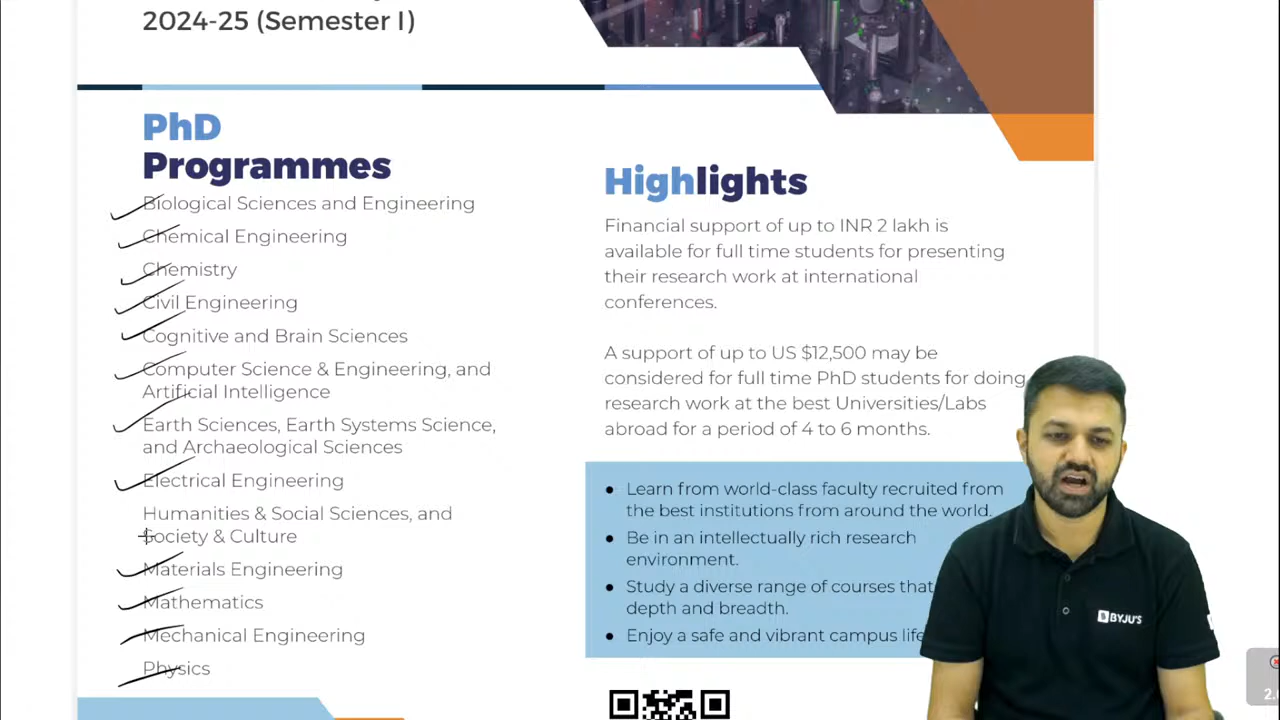 2024-25 (Semester I)
PhD
Programmes
Biological Sciences and Engineering
Chemical Engineering
Chemistry
Civil Engineering
Cognitive and Brain Sciences
Computer Science & Engineering, and
Artificial Intelligence
Earth Sciences, Earth Systems Science,
and Archaeological Sciences
Electrical Engineering
Humanities & Social Sciences, and
Society & Culture
Materials Engineering
Mathematics
Mechanical Engineering
Physics
Highlights
Financial support of up to INR 2 lakh is
available for full time students for presenting
their research work at international
conferences.
A support of up to US $12,500 may be
considered for full time PhD students for doing
research work at the best Universities/Labs
abroad for a period of 4 to 6 months.
• Learn from world-class faculty recruited from
the best institutions from around the world.
• Be in an intellectually rich research
environment.
• Study a diverse range of courses that
depth and breadth.
• Enjoy a safe and vibrant campus life
BYJU'S